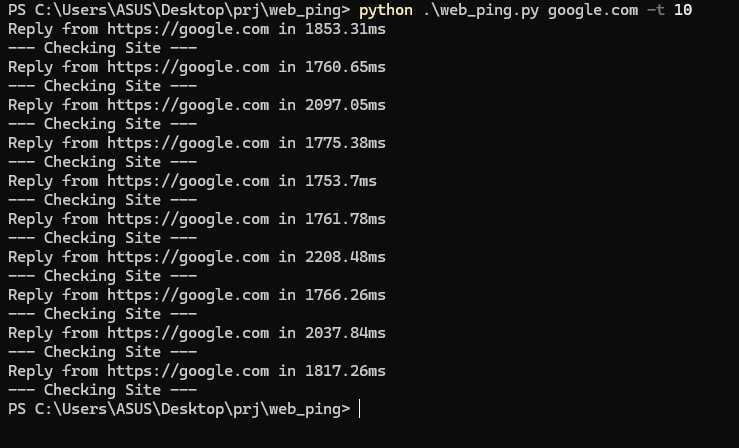 PS C:\Users\ASUS\Desktop\prj\web_ping> python .\web_ping.py google.com -t 10
Reply from https://google.com in 1853.31ms
--- Checking Site ---
Reply from https://google.com in 1760.65ms
--- Checking Site ---
Reply from https://google.com in 2097.05ms
--- Checking Site ---
Reply from https://google.com in 1775.38ms
--- Checking Site ---
Reply from https://google.com in 1753.7ms
--- Checking Site ---
Reply from https://google.com in 1761.78ms
--- Checking Site ---
Reply from https://google.com in 2208.48ms
--- Checking Site ---
Reply from https://google.com in 1766.26ms
--- Checking Site ---
Reply from https://google.com in 2037.84ms
--- Checking Site ---
Reply from https://google.com in 1817.26ms
--- Checking Site ---
PS C:\Users\ASUS\Desktop\prj\web_ping>